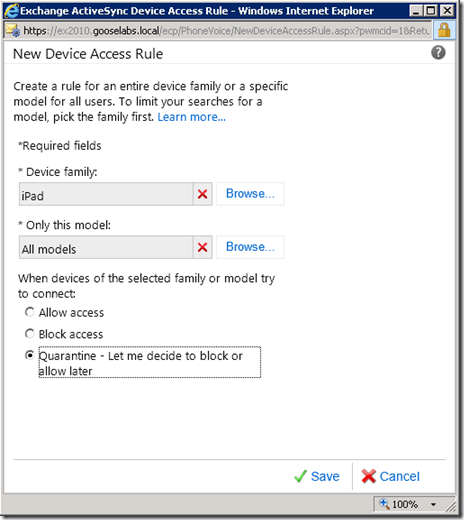 Exchange ActiveSync Device Access Rule - Windows Internet Explorer
https://ex2010.gooselabs.local/ecp/PhoneVoice/NewDeviceAccessRule.aspx?pwmcid=1&Retu
New Device Access Rule
Create a rule for an entire device family or a specific
model for all users. To limit your searches for a
model, pick the family first. Learn more...
*Required fields
* Device family:
iPad
Browse...
* Only this model:
All models
Browse...
When devices of the selected family or model try
to connect:
Allow access
Block access
Quarantine - Let me decide to block or
allow later
Save
Cancel
100%